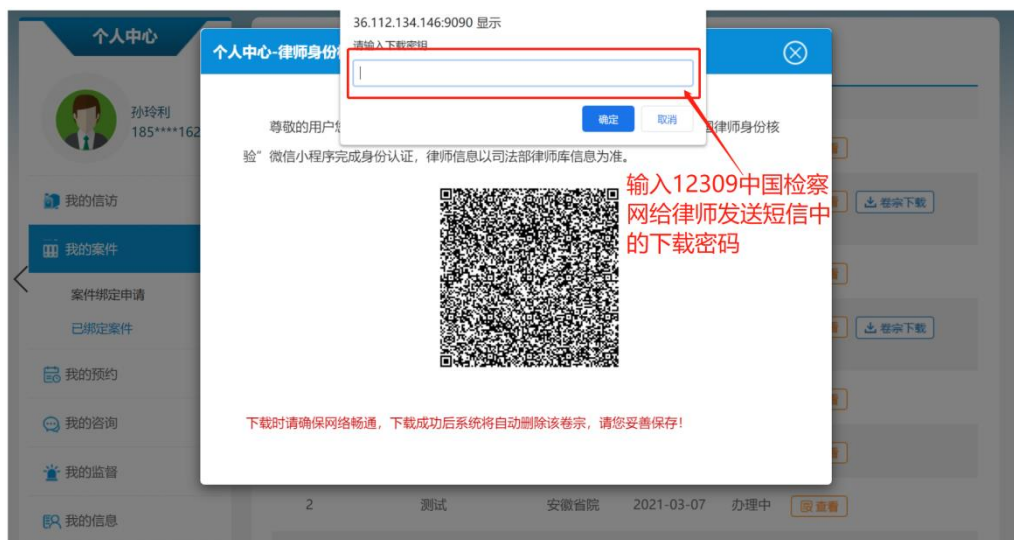 36.112.134.146:9090 显示
请输入下载密钥
确定
取消
个人中心
孙玲利
185****162
我的信访
我的案件
案件绑定申请
已绑定案件
我的预约
我的咨询
我的监督
我的信息
个人中心-律师身份
尊敬的用户
律师身份核
验”微信小程序完成身份认证，律师信息以司法部律师库信息为准。
输入12309中国检察
网给律师发送短信中
的下载密码
下载时请确保网络畅通，下载成功后系统将自动删除该卷宗，请您妥善保存！
卷宗下载
卷宗下载
2 测试 安徽省院 2021-03-07 办理中 查看